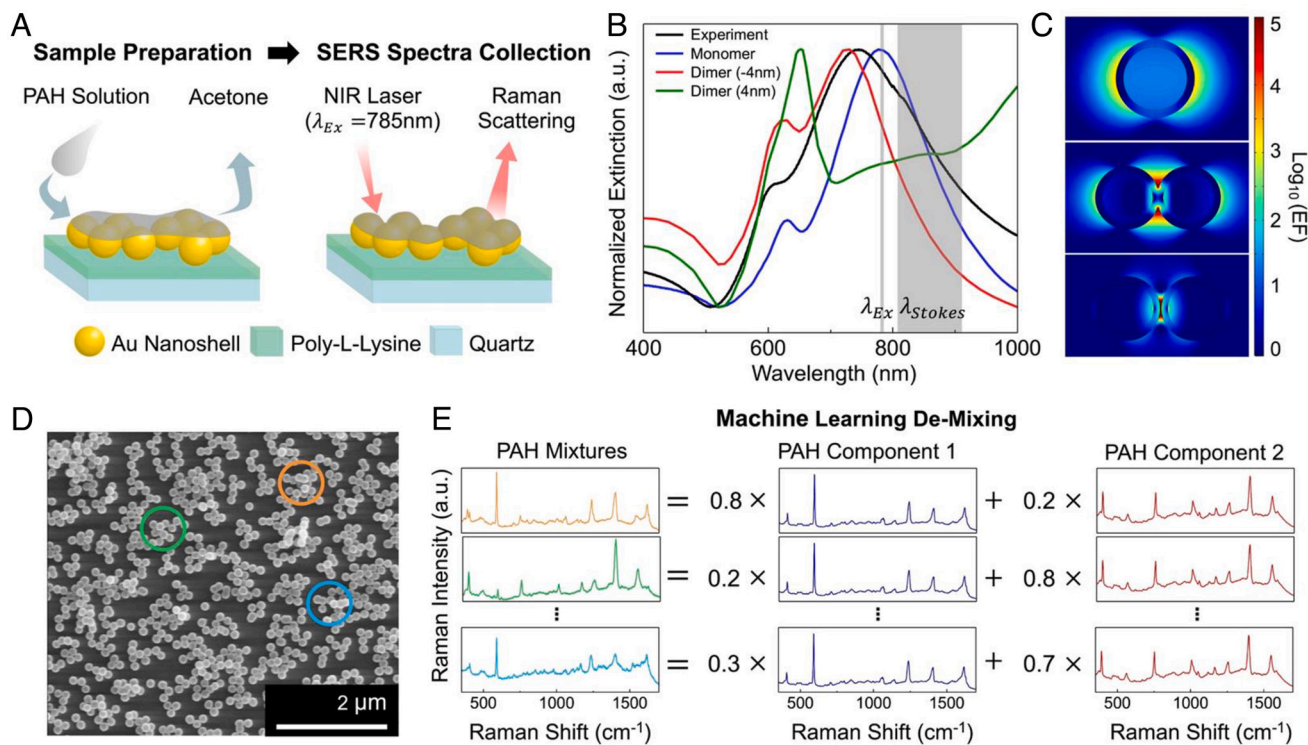 A
Sample Preparation
SERS Spectra Collection
PAH Solution
Acetone
NIR Laser
(λEx =785nm)
Raman
Scattering
Au Nanoshell
Poly-L-Lysine
Quartz
B
Normalized Extinction (a.u.)
Experiment
Monomer
Dimer (-4nm)
Dimer (4nm)
λEx
λStokes
400
600
800
1000
Wavelength (nm)
C
5
4
3
2
1
0
Log10 (EF)
D
2 μm
E
Machine Learning De-Mixing
PAH Mixtures
PAH Component 1
PAH Component 2
Raman Intensity (a.u.)
= 0.8 × + 0.2 ×
= 0.2 × + 0.8 ×
= 0.3 × + 0.7 ×
500 1000 1500
500 1000 1500
500 1000 1500
Raman Shift (cm-1)
Raman Shift (cm-1)
Raman Shift (cm-1)